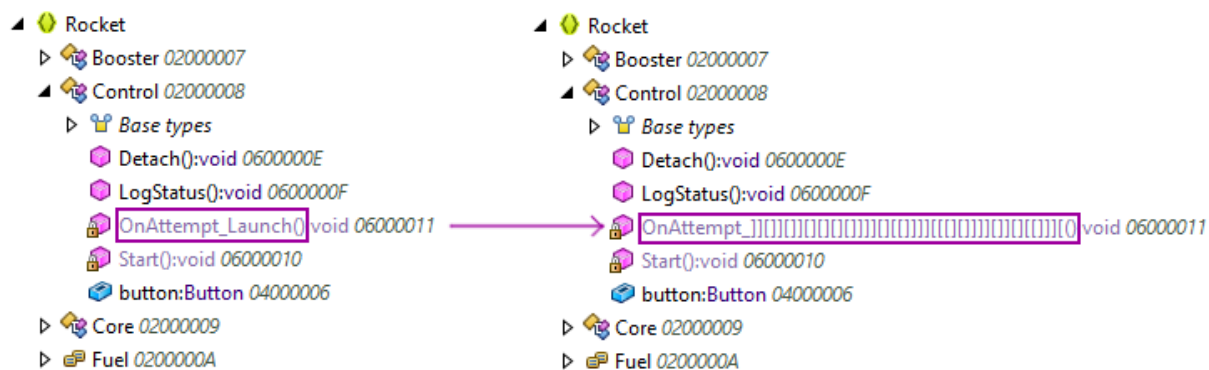 Rocket
Booster 02000007
Control 02000008
Base types
Detach():void 0600000E
LogStatus():void 0600000F
OnAttempt_Launch():void 06000011
Start():void 06000010
button:Button 04000006
Core 02000009
Fuel 0200000A
Rocket
Booster 02000007
Control 02000008
Base types
Detach():void 0600000E
LogStatus():void 0600000F
void 06000011
Start():void 06000010
button:Button 04000006
Core 02000009
Fuel 0200000A